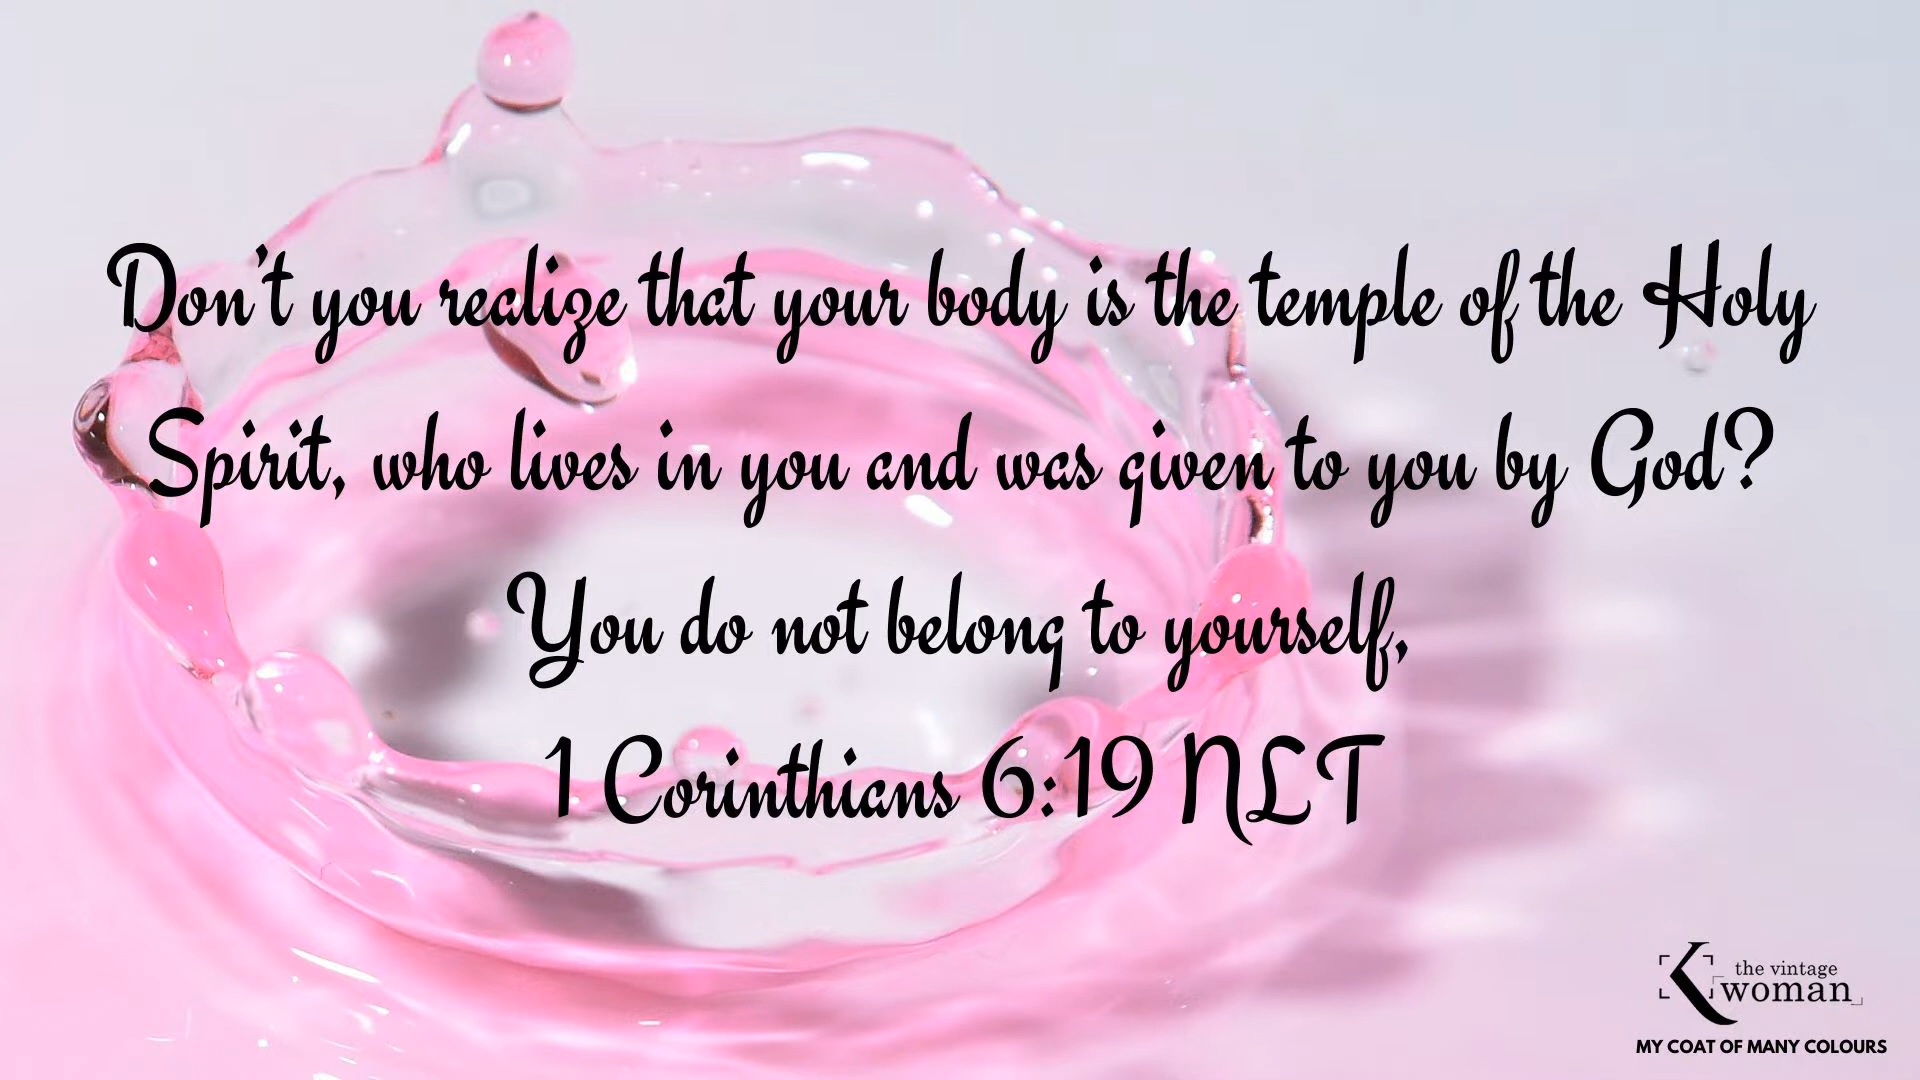 Don't you realize that your body is the temple of the Holy
Spirit, who lives in you and was given to you by God?
You do not belong to yourself,
1 Corinthians 6:19 NLT
K the vintage
woman
MY COAT OF MANY COLOURS